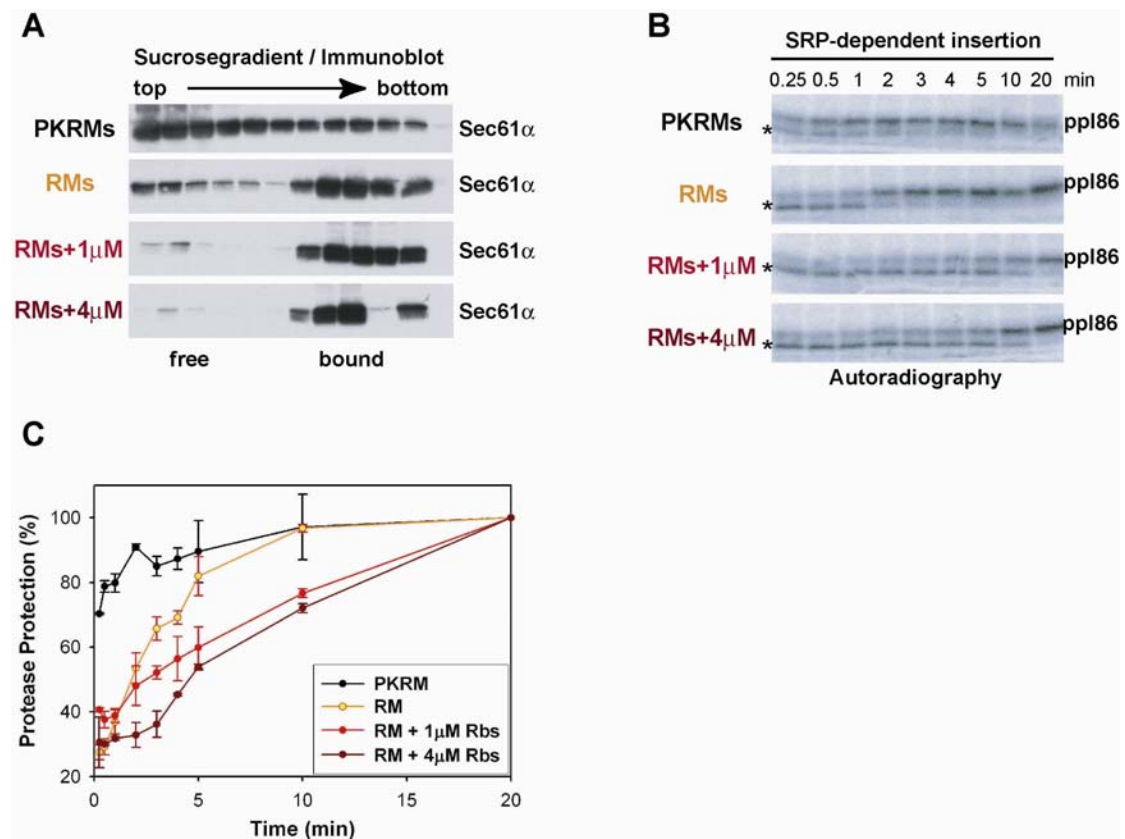 A
Sucrosegradient / Immunoblot
top bottom
PKRMs Sec61α
RMs Sec61α
RMs+1µM Sec61α
RMs+4µM Sec61α
free bound
B
SRP-dependent insertion
0.25 0.5 1 2 3 4 5 10 20 min
PKRMs * ppl86
RMs * ppl86
RMs+1µM * ppl86
RMs+4µM * ppl86
Autoradiography
C
Protease Protection (%)
100
80
60
40
20
0 5 10 15 20
Time (min)
PKRM
RM
RM + 1µM Rbs
RM + 4µM Rbs